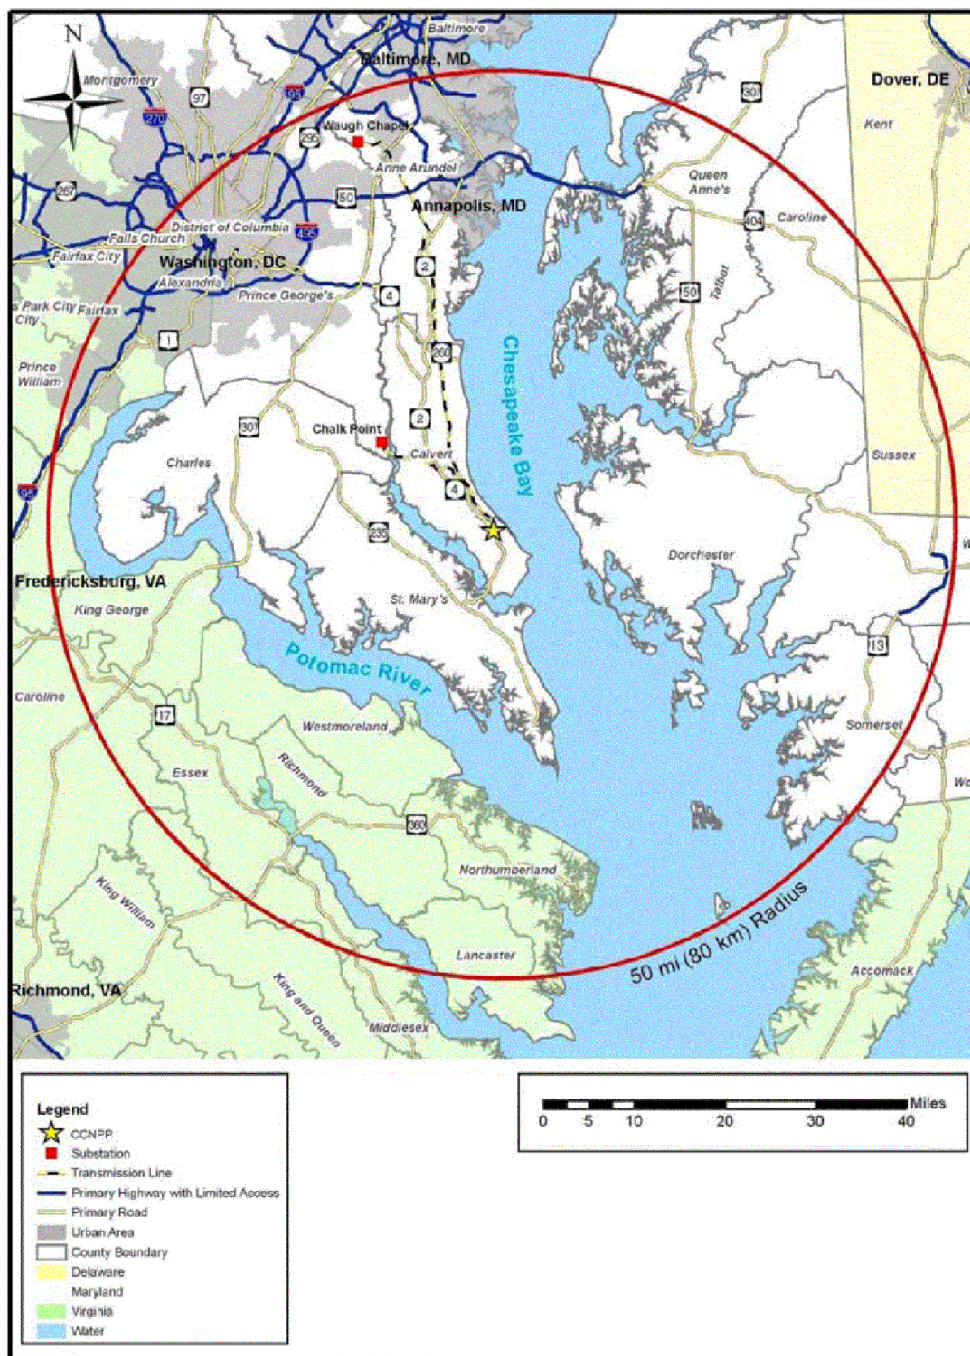 N
Baltimore
Baltimore, MD
Montgomery
97
95
270
Dover, DE
301
Kent
Waugh Chapel
295
Anne Arundel
Queen
Anne's
267
50
Annapolis, MD
404
Caroline
District of Columbia
Falls Church
495
Fairfax City
Washington, DC
Alexandria
Prince George's
2
4
50
Talbot
s Park City
Fairfax
City
1
260
Prince
William
Chesapeake Bay
2
301
Chalk Point
Calvert
Charles
Sussex
4
95
235
Dorchester
W
Fredericksburg, VA
King George
St. Mary's
13
Potomac River
Caroline
17
Westmoreland
Somerset
Richmond
Essex
Wo
360
Northumberland
King William
50 mi (80 km) Radius
Lancaster
Accomack
Richmond, VA
King and Queen
Middlesex
Legend
CCNPP
Substation
Transmission Line
Primary Highway with Limited Access
Primary Road
Urban Area
County Boundary
Delaware
Maryland
Virginia
Water
Miles
0 5 10 20 30 40